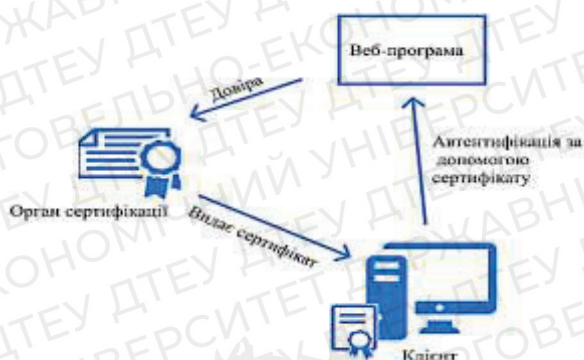 Веб-програма
Довіра
Автентифікація за
допомогою
сертифікату
Орган сертифікації
Видає сертифікат
Клієнт